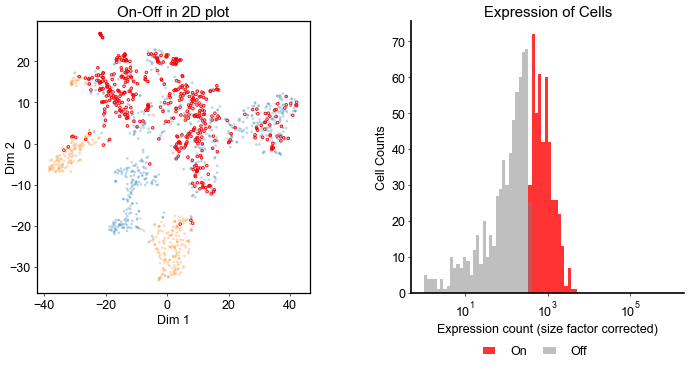 On-Off in 2D plot
Dim 2
20
10
0
−10
−20
−30
−40
−20
0
20
40
Dim 1
Expression of Cells
Cell Counts
70
60
50
40
30
20
10
0
10^1
10^3
10^5
Expression count (size factor corrected)
On
Off